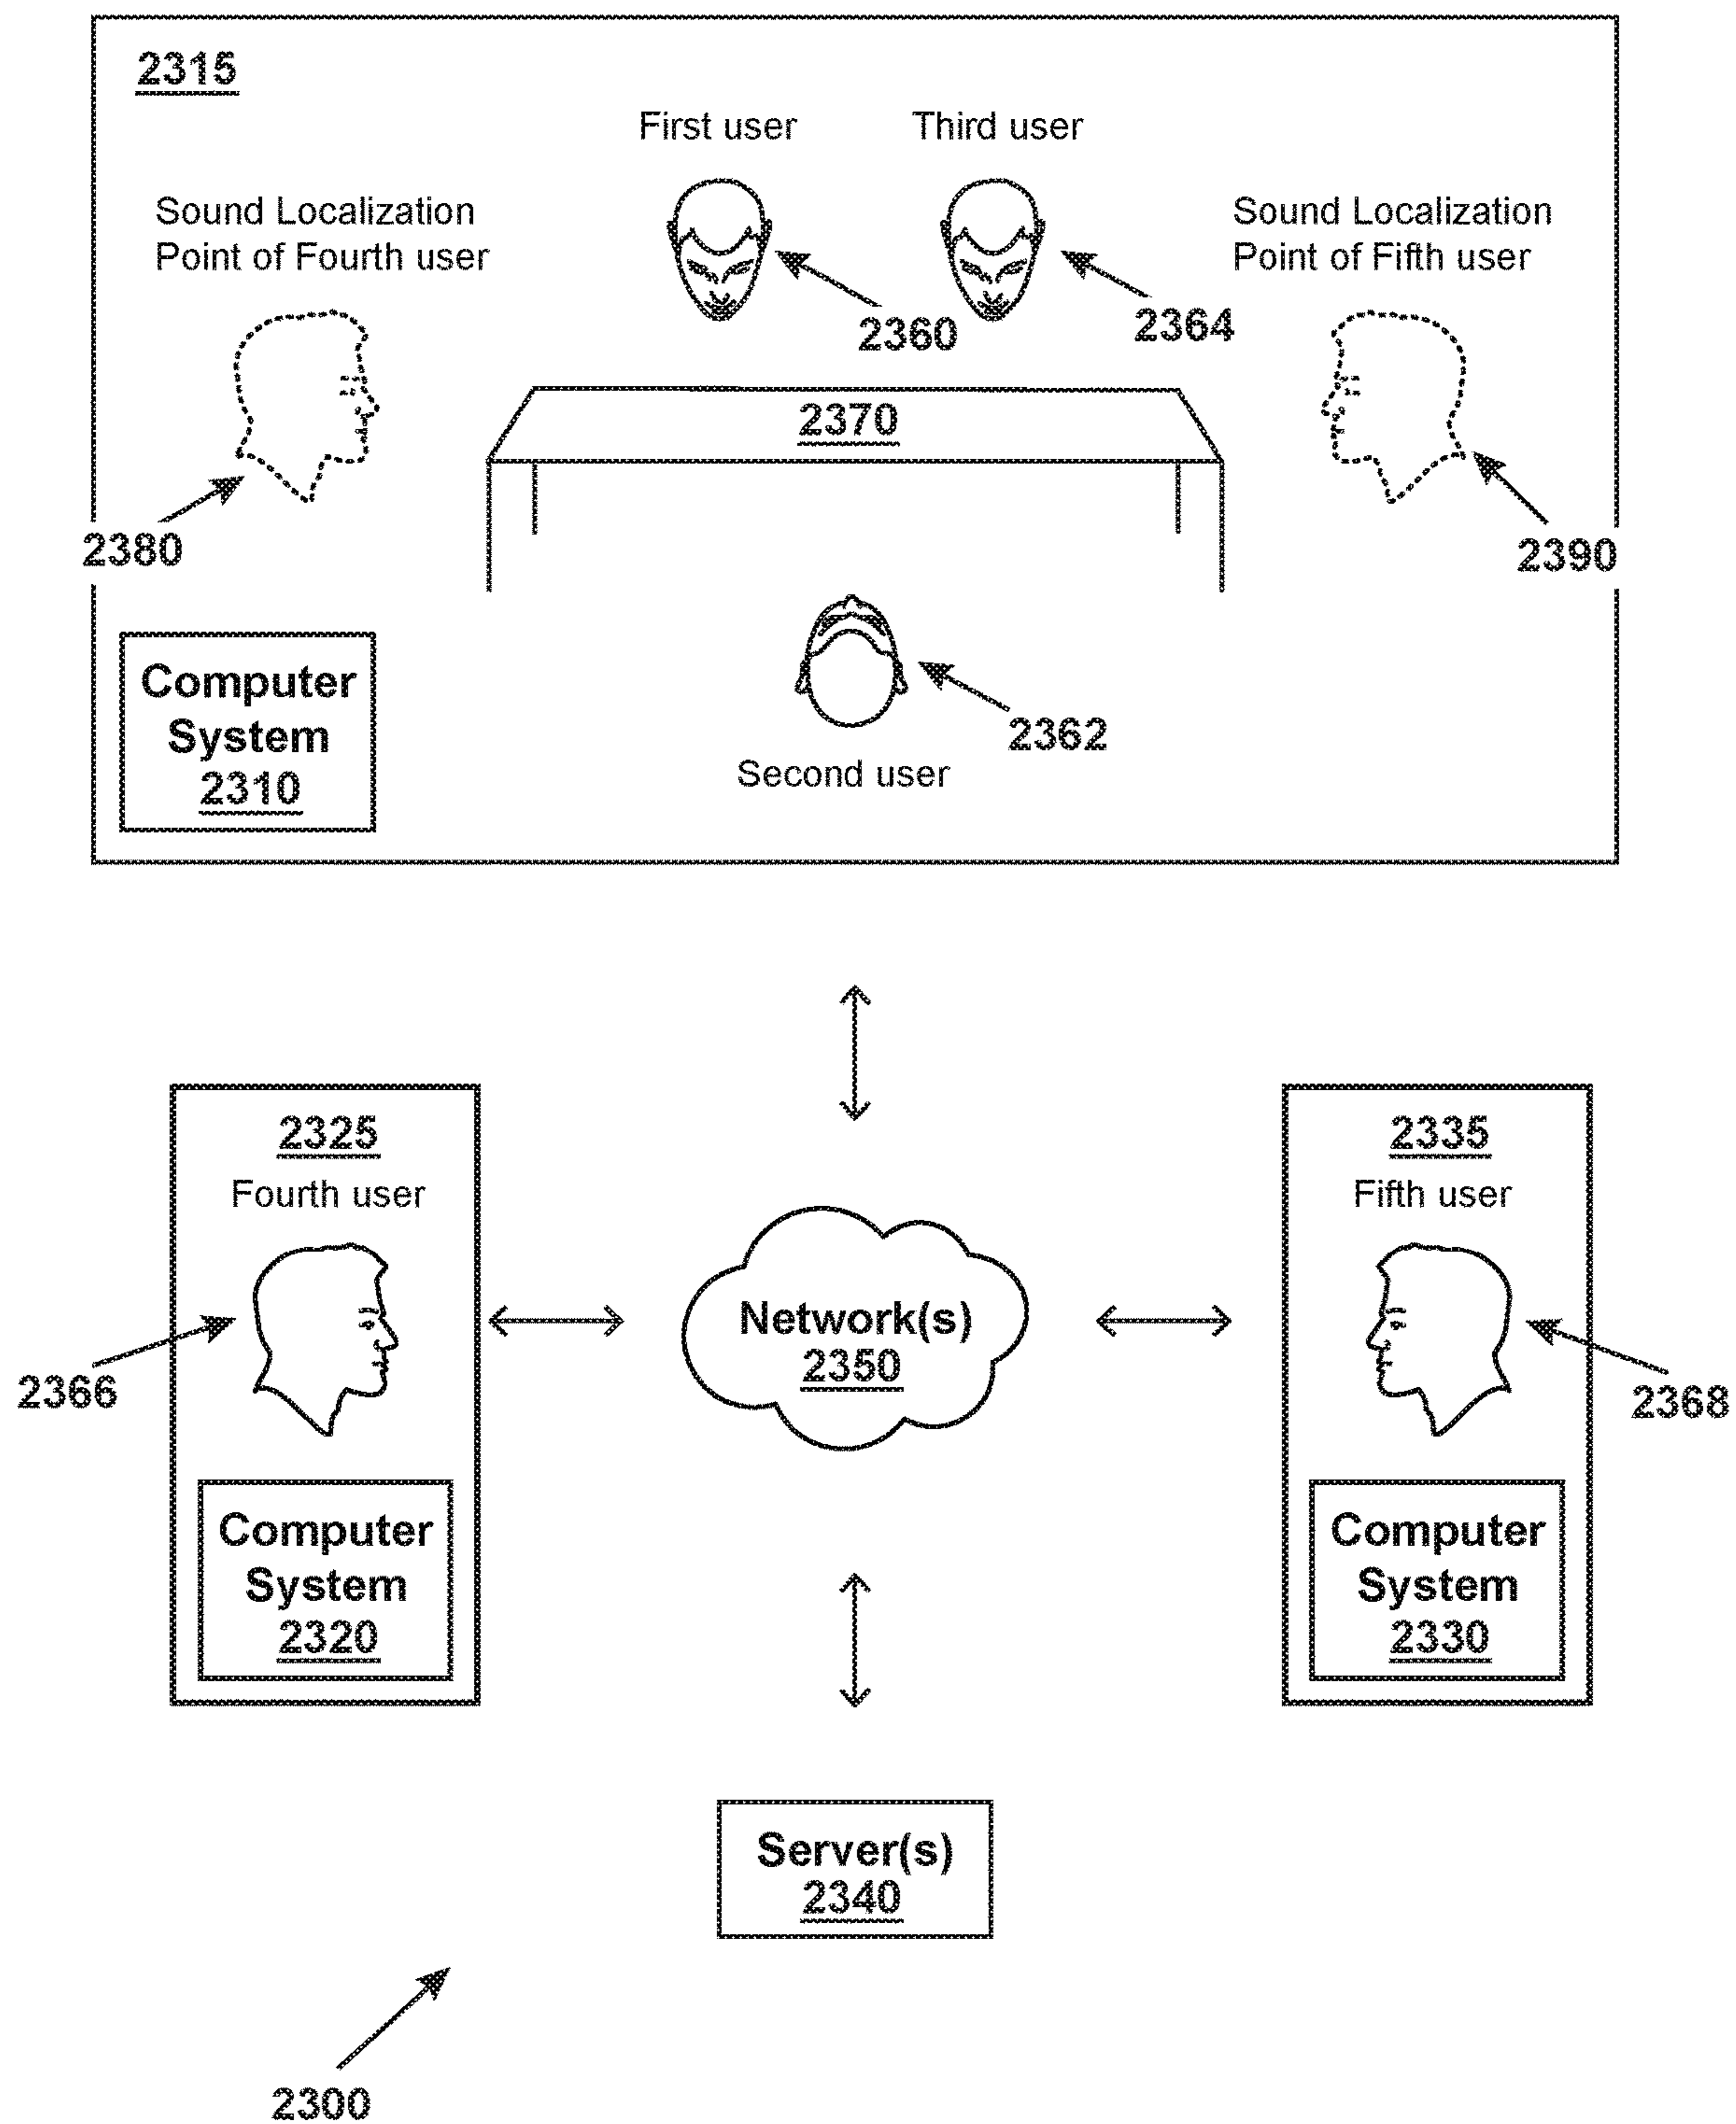 2315
First user
Third user
Sound Localization
Point of Fourth user
Sound Localization
Point of Fifth user
2360
2364
2370
2380
2390
Computer
System
2310
2362
Second user
2325
Fourth user
2335
Fifth user
Network(s)
2350
2366
2368
Computer
System
2320
Computer
System
2330
Server(s)
2340
2300